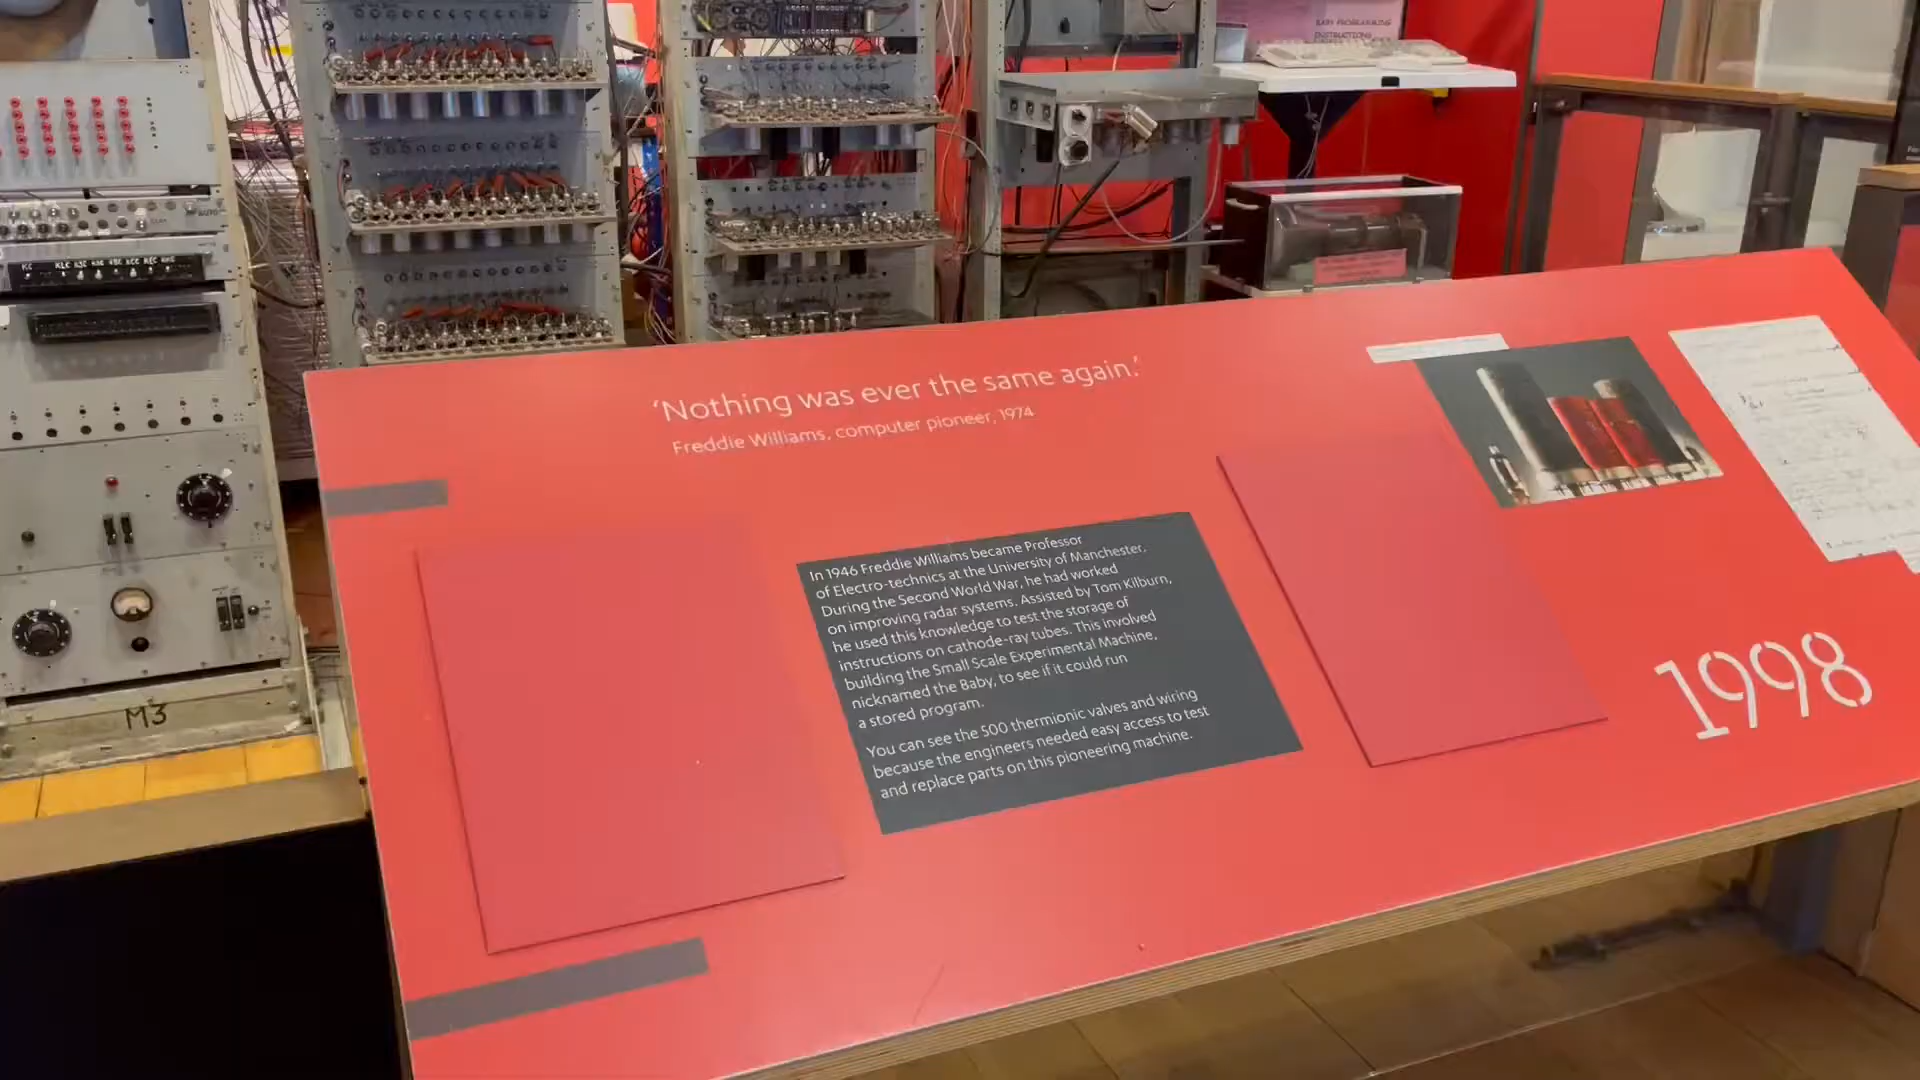 BABY PROGRAMMING
INSTRUCTIONS
AUTO
M3
'Nothing was ever the same again.'
Freddie Williams, computer pioneer, 1974
In 1946 Freddie Williams became Professor
of Electro-technics at the University of Manchester.
During the Second World War, he had worked
on improving radar systems. Assisted by Tom Kilburn,
he used this knowledge to test the storage of
instructions on cathode-ray tubes. This involved
building the Small Scale Experimental Machine,
nicknamed the Baby, to see if it could run
a stored program.
You can see the 500 thermionic valves and wiring
because the engineers needed easy access to test
and replace parts on this pioneering machine.
1998